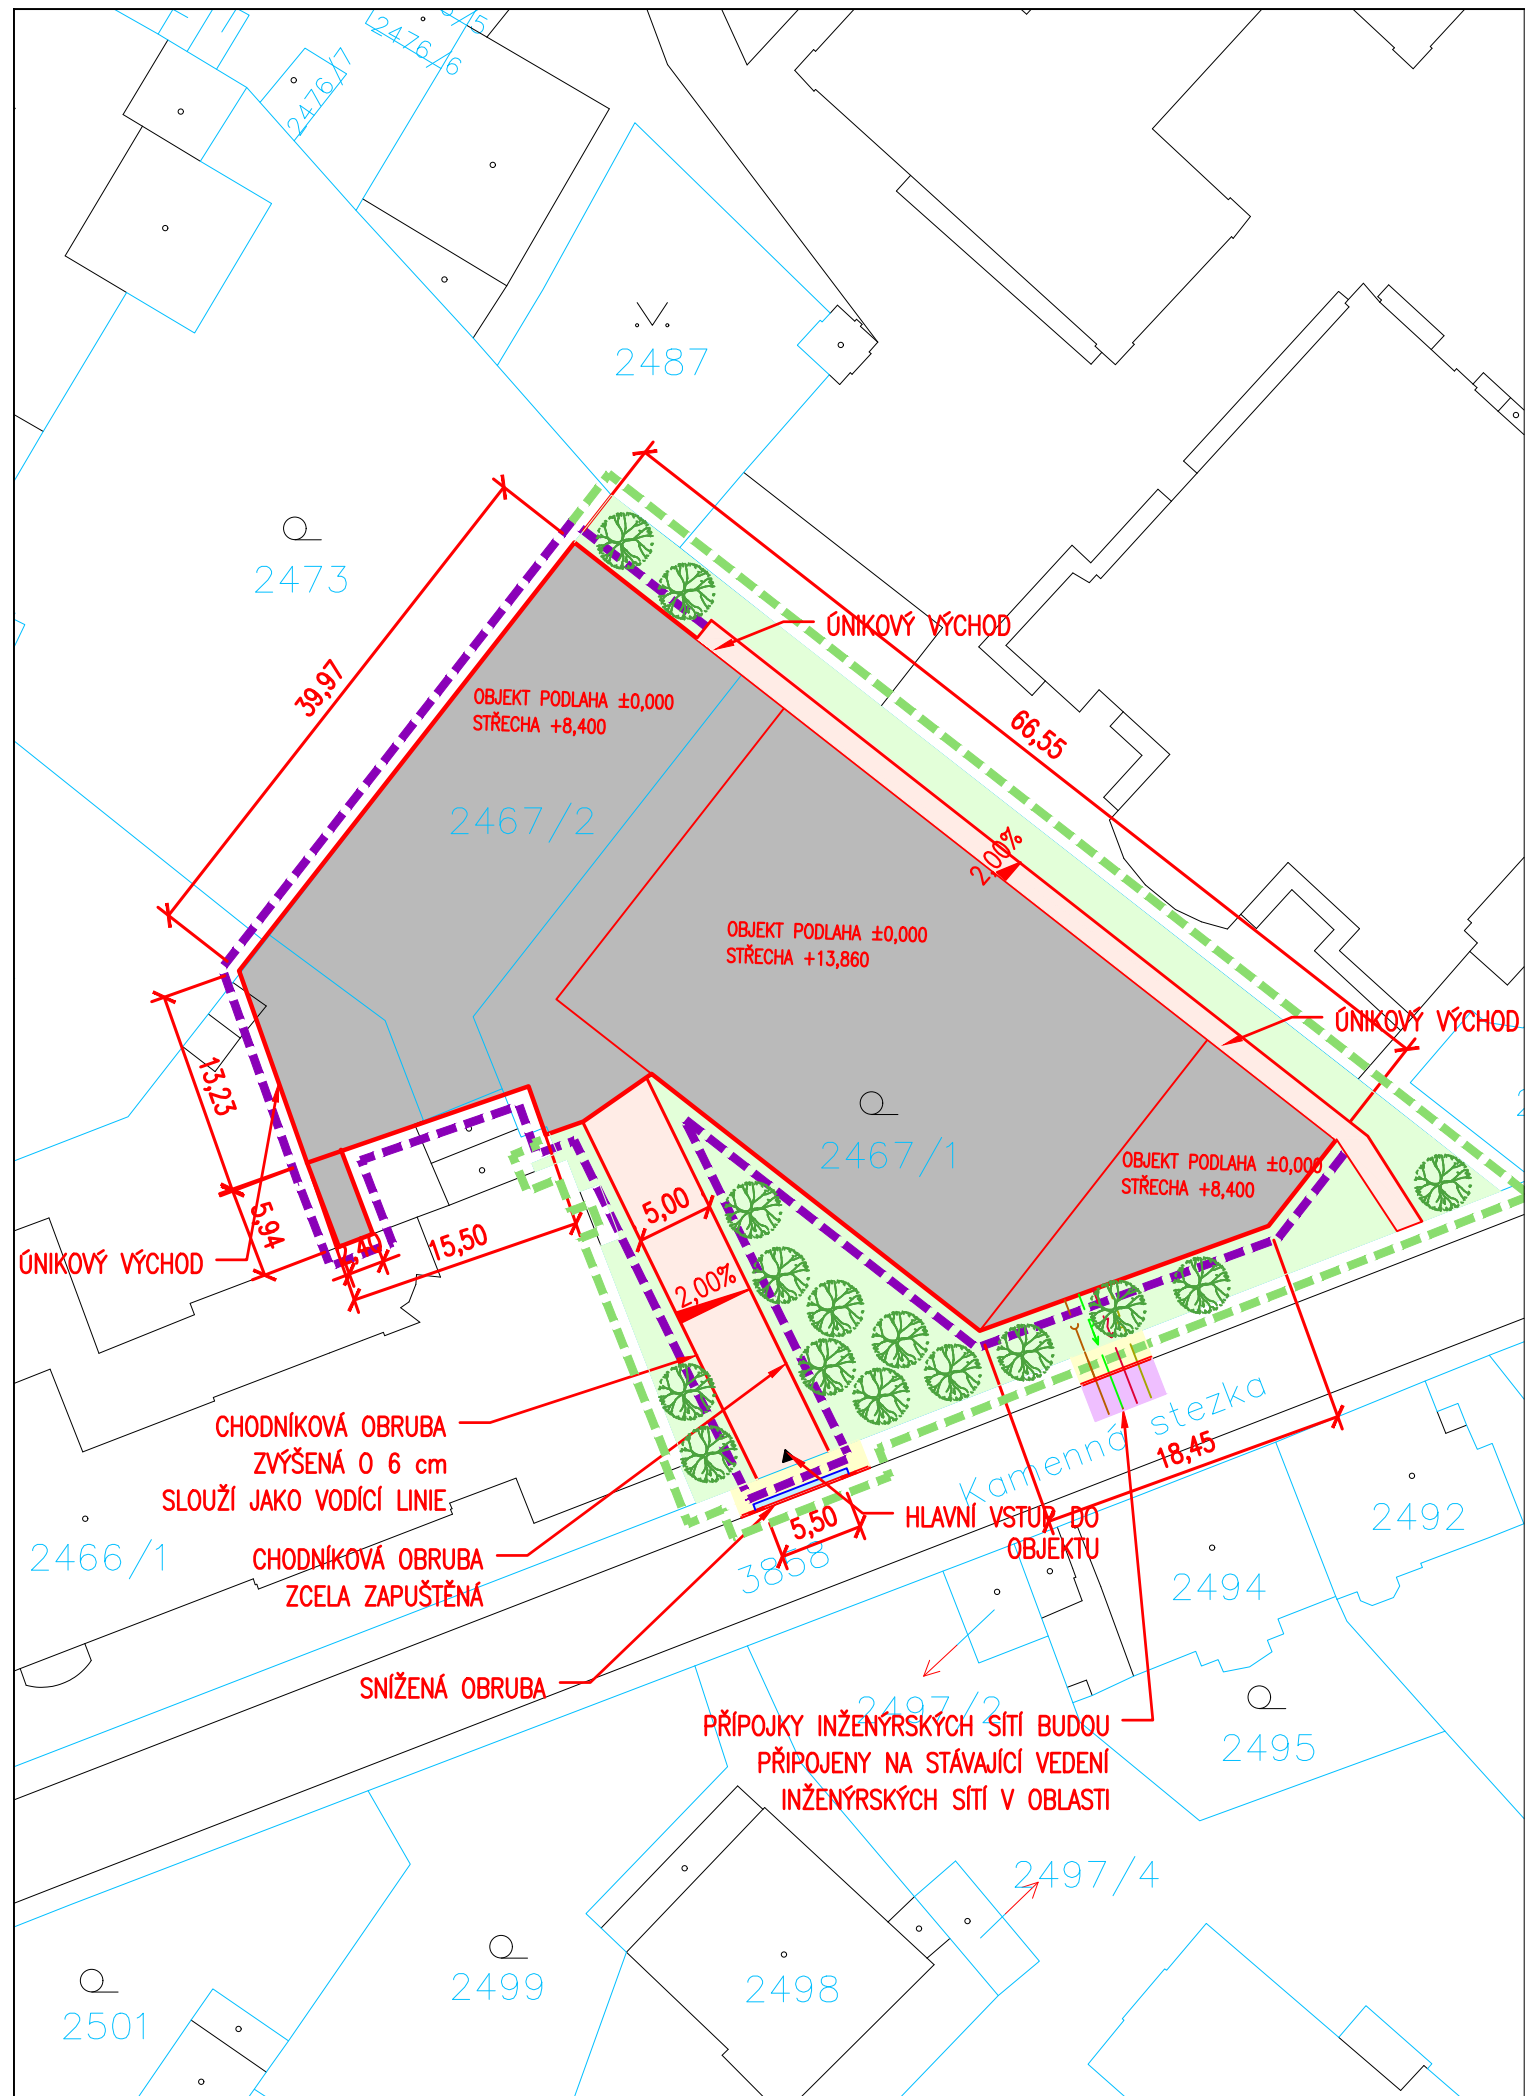 2476/6
2476/7
2487
2473
39,97
ÚNIKOVÝ VÝCHOD
OBJEKT PODLAHA ±0,000
STŘECHA +8,400
66,55
2467/2
2,00%
OBJEKT PODLAHA ±0,000
STŘECHA +13,860
ÚNIKOVÝ VÝCHOD
13,23
2467/1
OBJEKT PODLAHA ±0,000
STŘECHA +8,400
5,94
5,00
15,50
ÚNIKOVÝ VÝCHOD
2,00%
CHODNÍKOVÁ OBRUBA
ZVÝŠENÁ O 6 cm
SLOUŽÍ JAKO VODÍCÍ LINIE
Kamenná stezka
18,45
5,50
HLAVNÍ VSTUP DO
OBJEKTU
2492
2466/1
CHODNÍKOVÁ OBRUBA
ZCELA ZAPUŠTĚNÁ
3868
2494
SNÍŽENÁ OBRUBA
2497/2
PŘÍPOJKY INŽENÝRSKÝCH SÍTÍ BUDOU
PŘIPOJENY NA STÁVAJÍCÍ VEDENÍ
INŽENÝRSKÝCH SÍTÍ V OBLASTI
2495
2497/4
2499
2498
2501